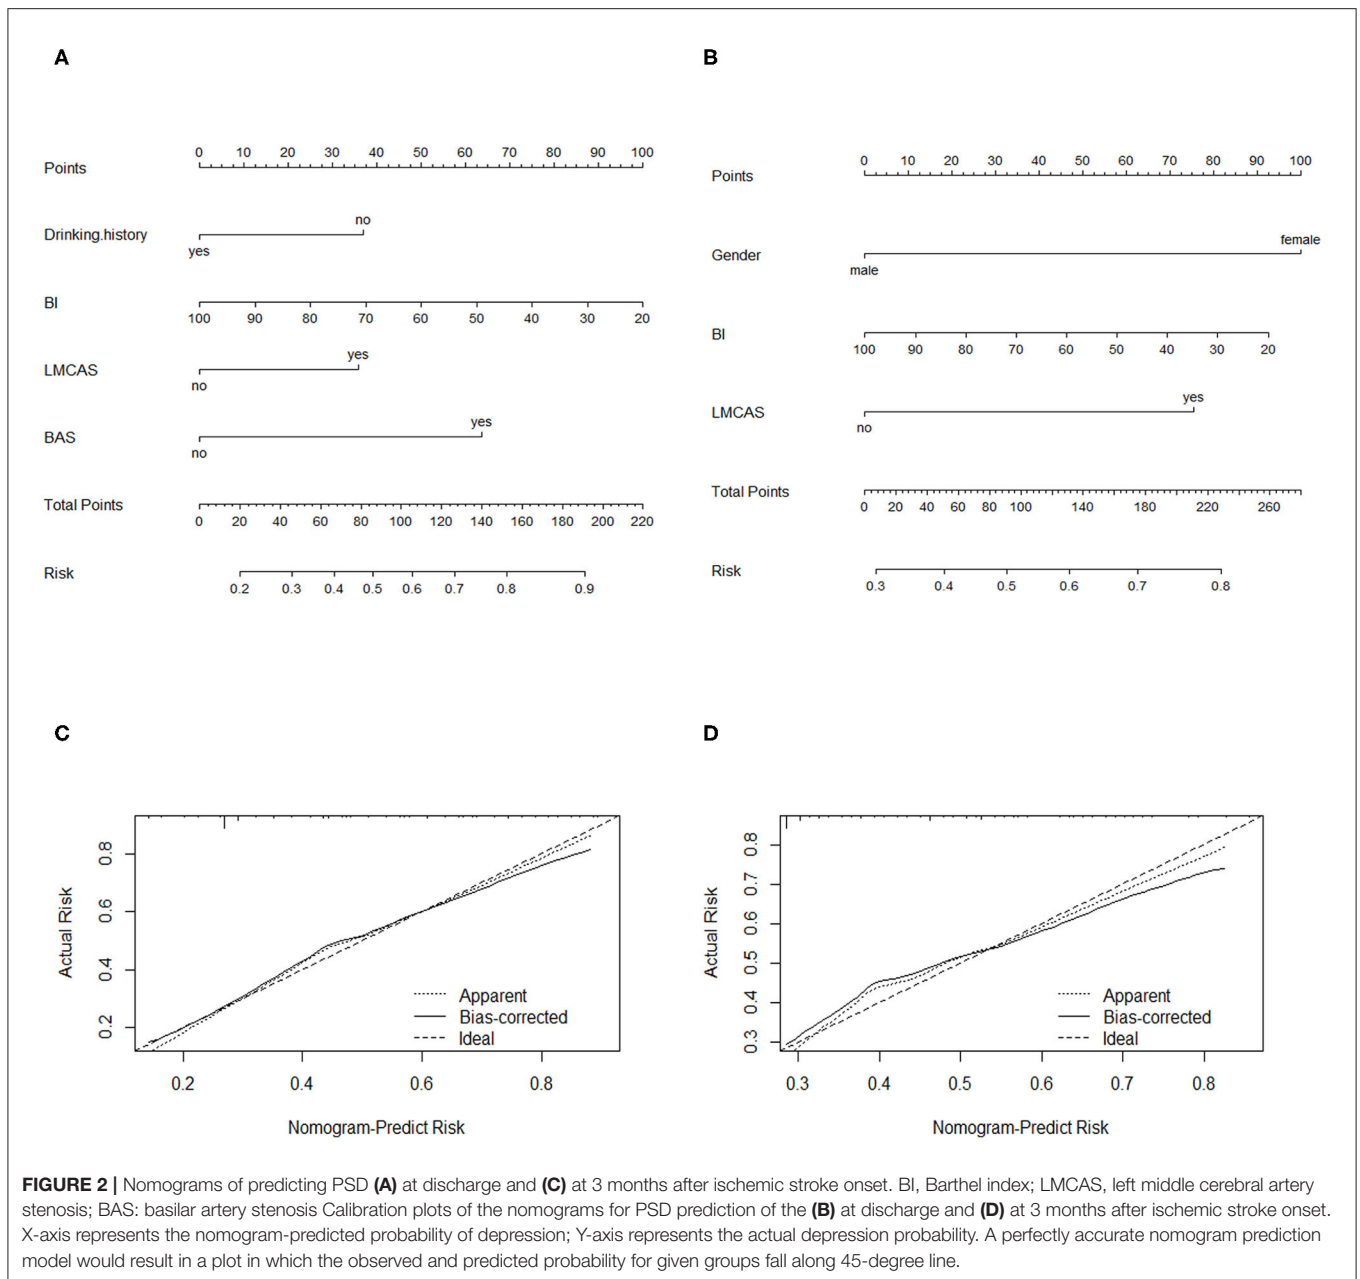 A
Points
0 10 20 30 40 50 60 70 80 90 100
Drinking.history
no
yes
BI
100 90 80 70 60 50 40 30 20
LMCAS
yes
no
BAS
yes
no
Total Points
0 20 40 60 80 100 120 140 160 180 200 220
Risk
0.2 0.3 0.4 0.5 0.6 0.7 0.8 0.9
B
Points
0 10 20 30 40 50 60 70 80 90 100
Gender
female
male
BI
100 90 80 70 60 50 40 30 20
LMCAS
yes
no
Total Points
0 20 40 60 80 100 140 180 220 260
Risk
0.3 0.4 0.5 0.6 0.7 0.8
C
Actual Risk
0.8
0.6
0.4
0.2
Apparent
Bias-corrected
Ideal
0.2 0.4 0.6 0.8
Nomogram-Predict Risk
D
Actual Risk
0.8
0.7
0.6
0.5
0.4
0.3
Apparent
Bias-corrected
Ideal
0.3 0.4 0.5 0.6 0.7 0.8
Nomogram-Predict Risk
FIGURE 2 | Nomograms of predicting PSD (A) at discharge and (C) at 3 months after ischemic stroke onset. BI, Barthel index; LMCAS, left middle cerebral artery
stenosis; BAS: basilar artery stenosis Calibration plots of the nomograms for PSD prediction of the (B) at discharge and (D) at 3 months after ischemic stroke onset.
X-axis represents the nomogram-predicted probability of depression; Y-axis represents the actual depression probability. A perfectly accurate nomogram prediction
model would result in a plot in which the observed and predicted probability for given groups fall along 45-degree line.